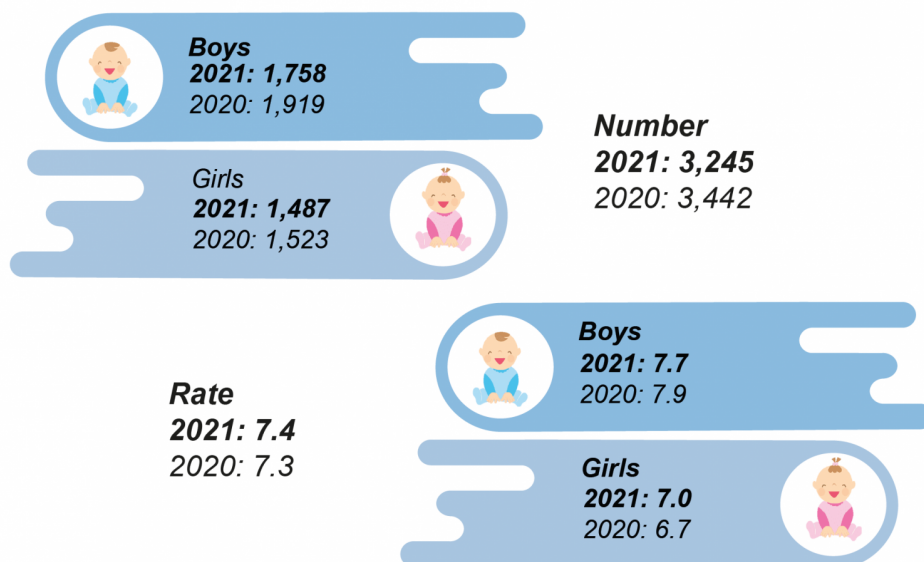 Boys
2021: 1,758
2020: 1,919
Number
2021: 3,245
2020: 3,442
Girls
2021: 1,487
2020: 1,523
Boys
2021: 7.7
2020: 7.9
Rate
2021: 7.4
2020: 7.3
Girls
2021: 7.0
2020: 6.7